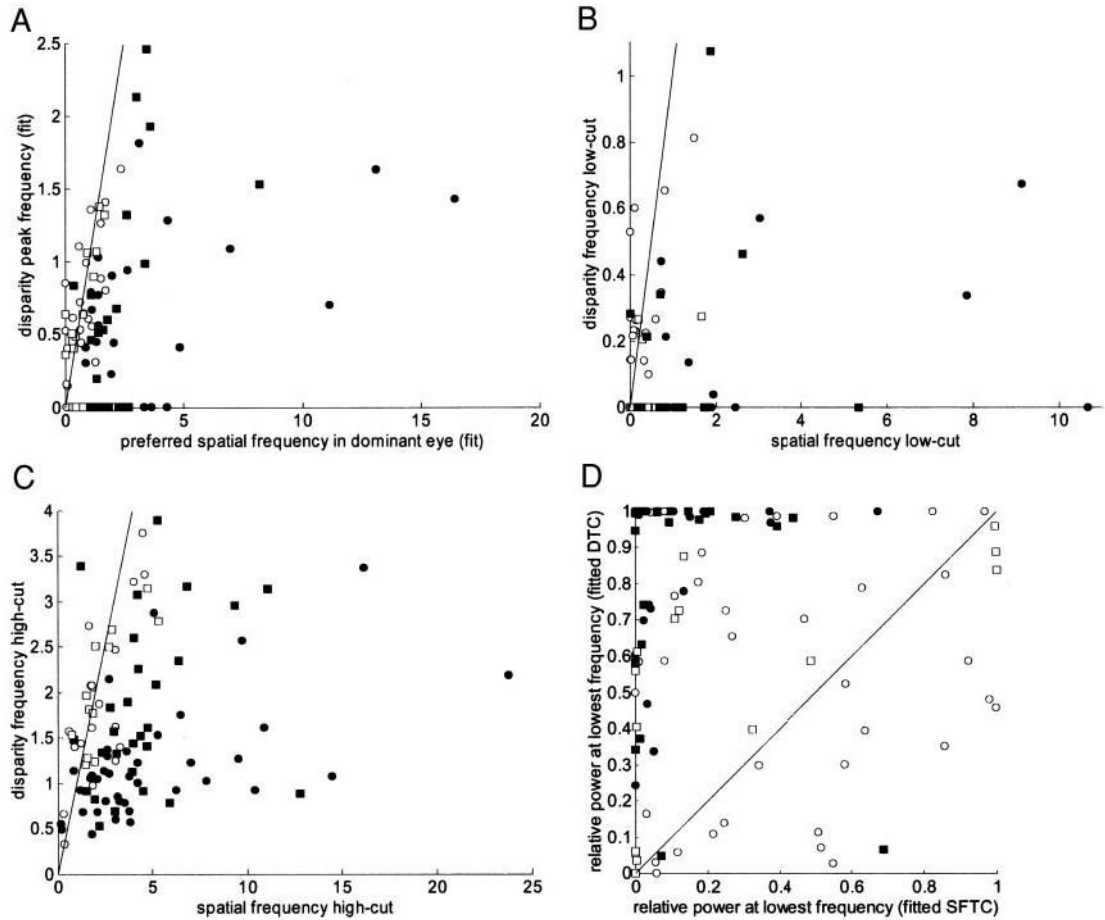 A
2.5
2
1.5
1
0.5
0
0 5 10 15 20
disparity peak frequency (fit)
preferred spatial frequency in dominant eye (fit)
B
1
0.8
0.6
0.4
0.2
0
0 2 4 6 8 10
disparity frequency low-cut
spatial frequency low-cut
C
4
3.5
3
2.5
2
1.5
1
0.5
0
0 5 10 15 20 25
disparity frequency high-cut
spatial frequency high-cut
D
1
0.9
0.8
0.7
0.6
0.5
0.4
0.3
0.2
0.1
0
0 0.2 0.4 0.6 0.8 1
relative power at lowest frequency (fitted DTC)
relative power at lowest frequency (fitted SFTC)